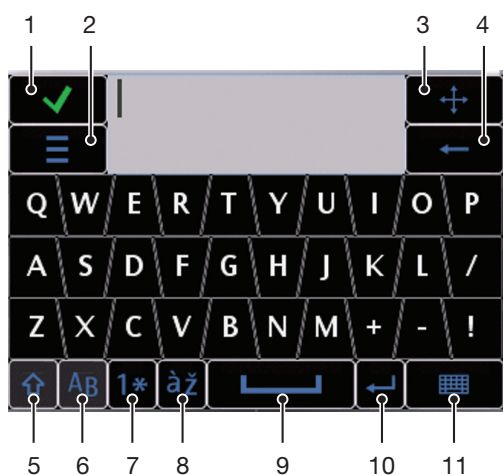 1 2 3 4
Q W E R T Y U I O P
A S D F G H J K L /
Z X C V B N M + - !
AB 1* àž
5 6 7 8 9 10 11